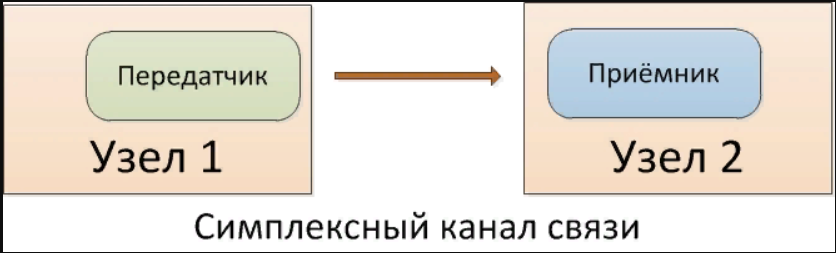 Передатчик
Приёмник
Узел 1
Узел 2
Симплексный канал связи